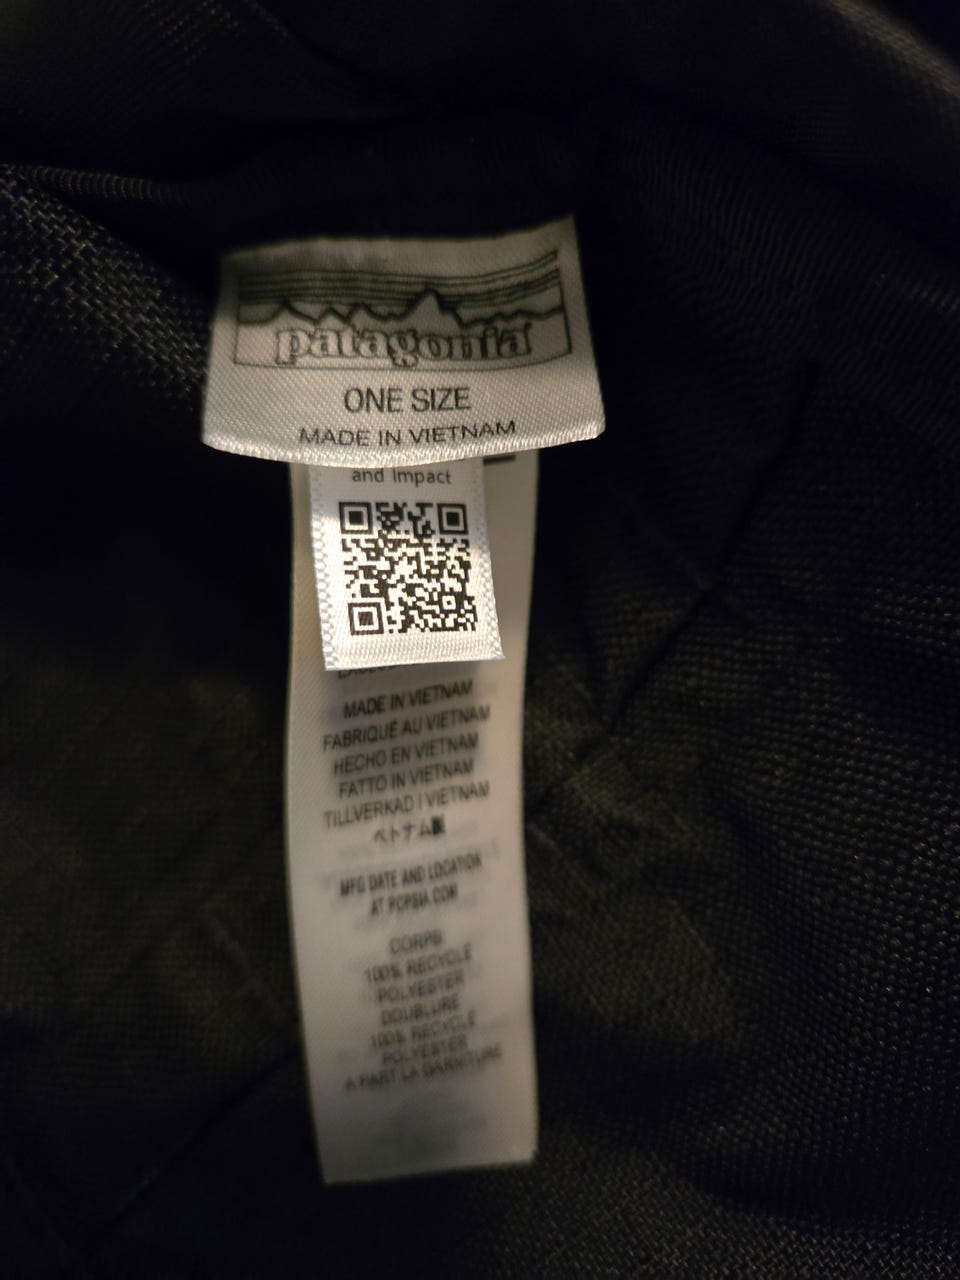 patagonia
ONE SIZE
MADE IN VIETNAM
and Impact
MADE IN VIETNAM
FABRIQUÉ AU VIETNAM
HECHO EN VIETNAM
FATTO IN VIETNAM
TILLVERKAD I VIETNAM
ベトナム製
MFG DATE AND LOCATION
AT PCPSIA.COM
CORPS
100% RECYCLÉ
POLYESTER
DOUBLURE
100% RECYCLÉ
POLYESTER
A PART LA GARNITURE